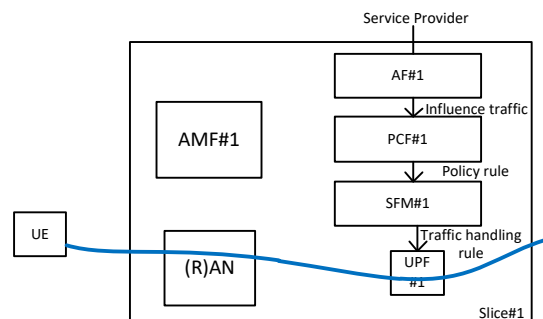 Service Provider
AF#1
Influence traffic
AMF#1
PCF#1
Policy rule
SFM#1
UE
Traffic handling
rule
(R)AN
UPF
#1
Slice#1